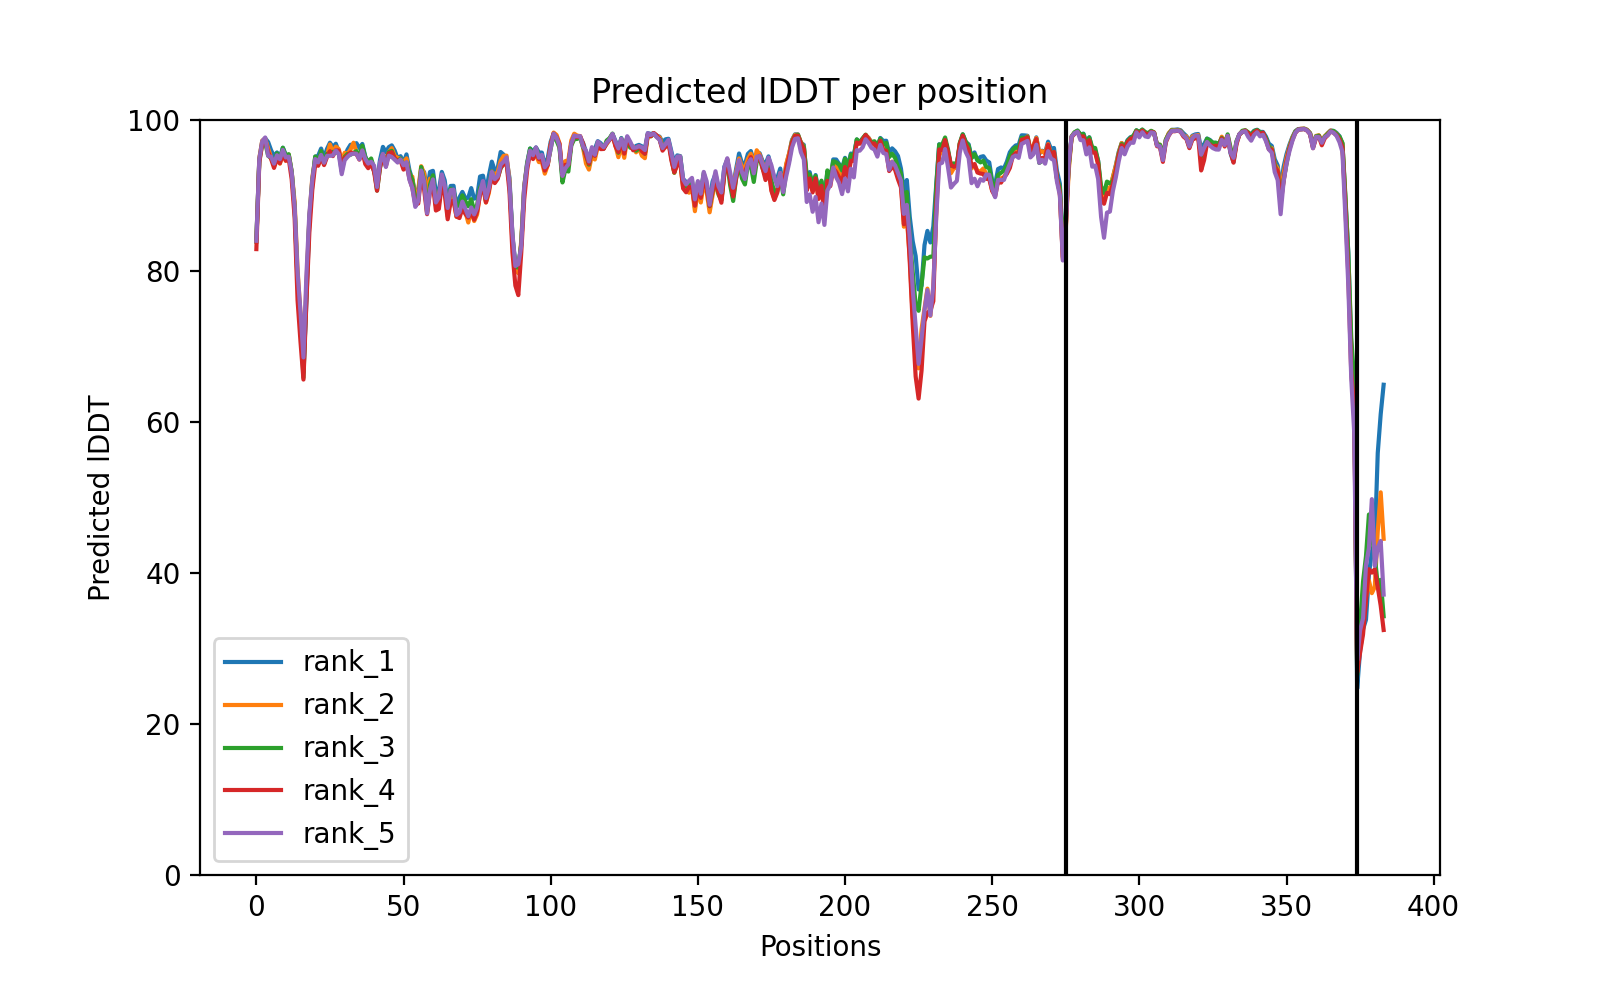 Predicted lDDT per position
100
80
60
40
20
0
Predicted lDDT
rank_1
rank_2
rank_3
rank_4
rank_5
0 50 100 150 200 250 300 350 400
Positions